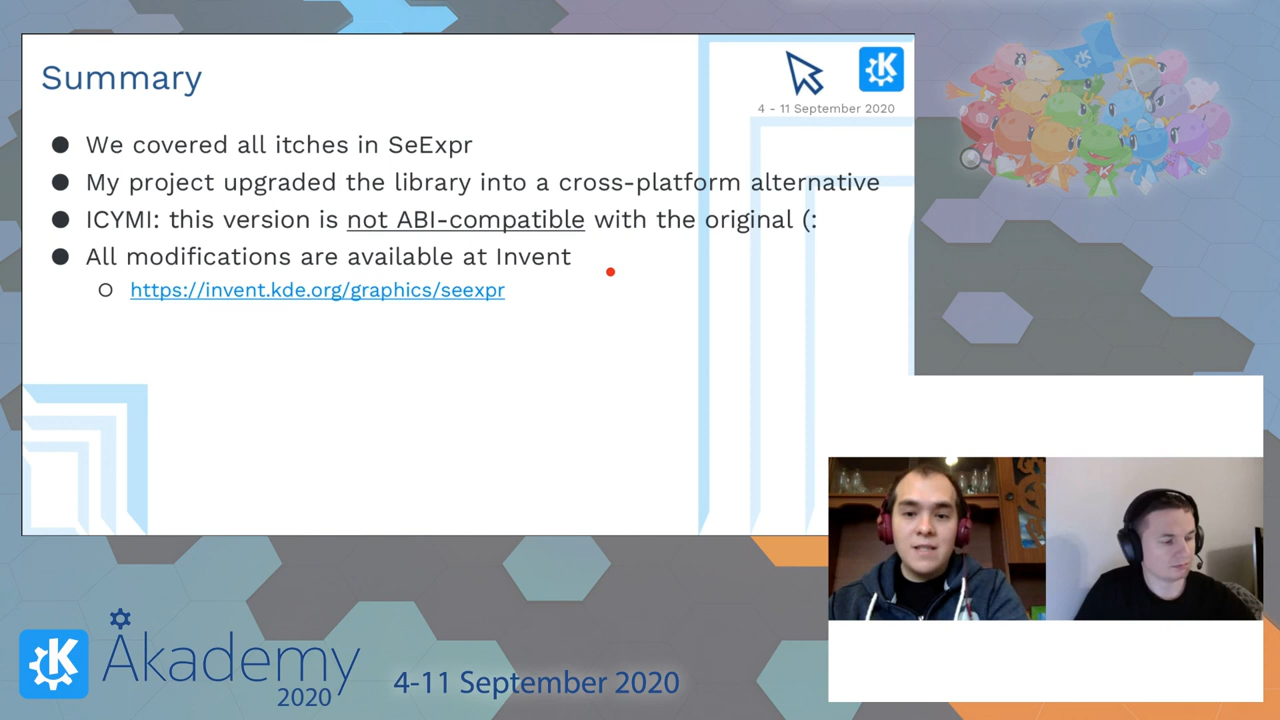 Summary
4 - 11 September 2020
We covered all itches in SeExpr
My project upgraded the library into a cross-platform alternative
ICYMI: this version is not ABI-compatible with the original (:
All modifications are available at Invent
https://invent.kde.org/graphics/seexpr
Akademy
2020
4-11 September 2020